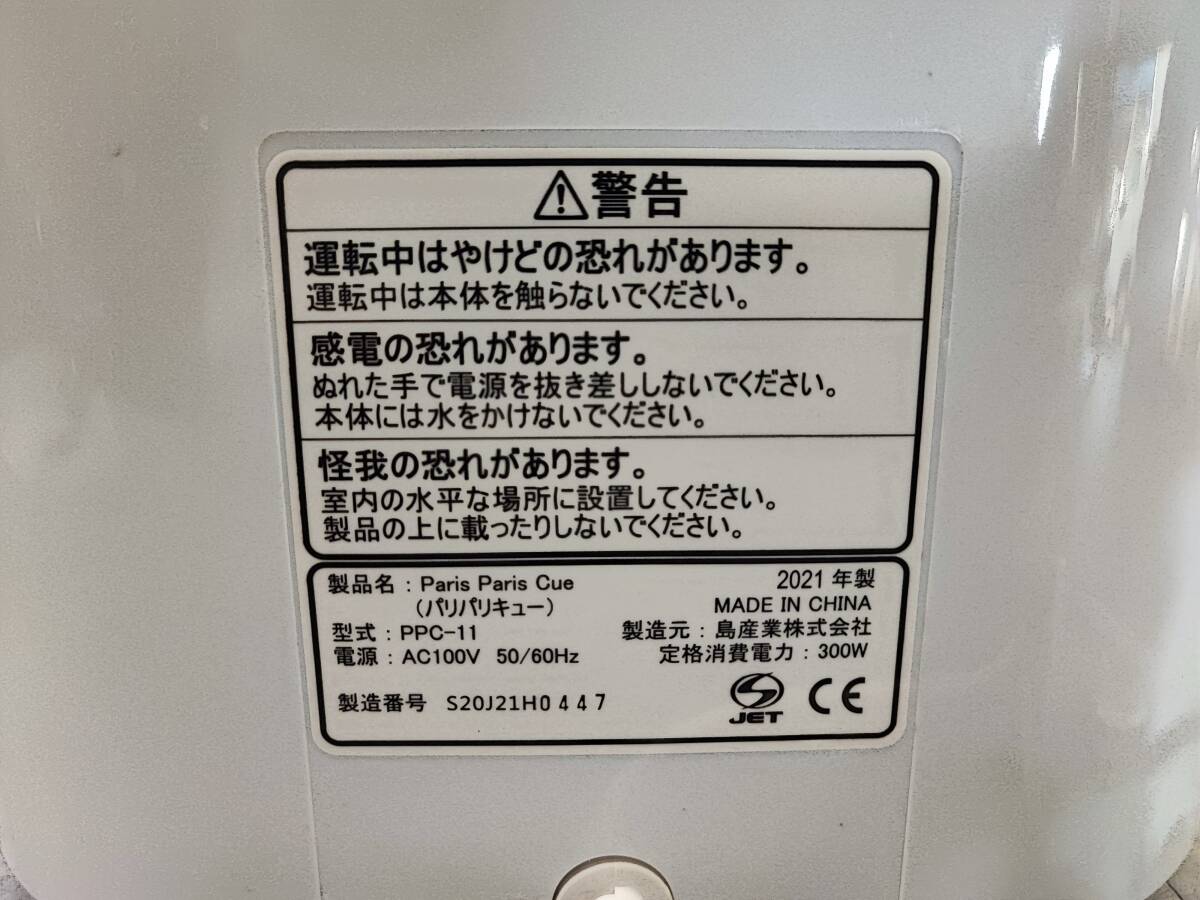 警告
運転中はやけどの恐れがあります。
運転中は本体を触らないでください。
感電の恐れがあります。
ぬれた手で電源を抜き差ししないでください。
本体には水をかけないでください。
怪我の恐れがあります。
室内の水平な場所に設置してください。
製品の上に載ったりしないでください。
製品名：Paris Paris Cue
（パリパリキュー）
型式：PPC-11
電源：AC100V 50/60Hz
製造番号 S20J21H0447
2021年製
MADE IN CHINA
製造元：島産業株式会社
定格消費電力：300W
JET CE